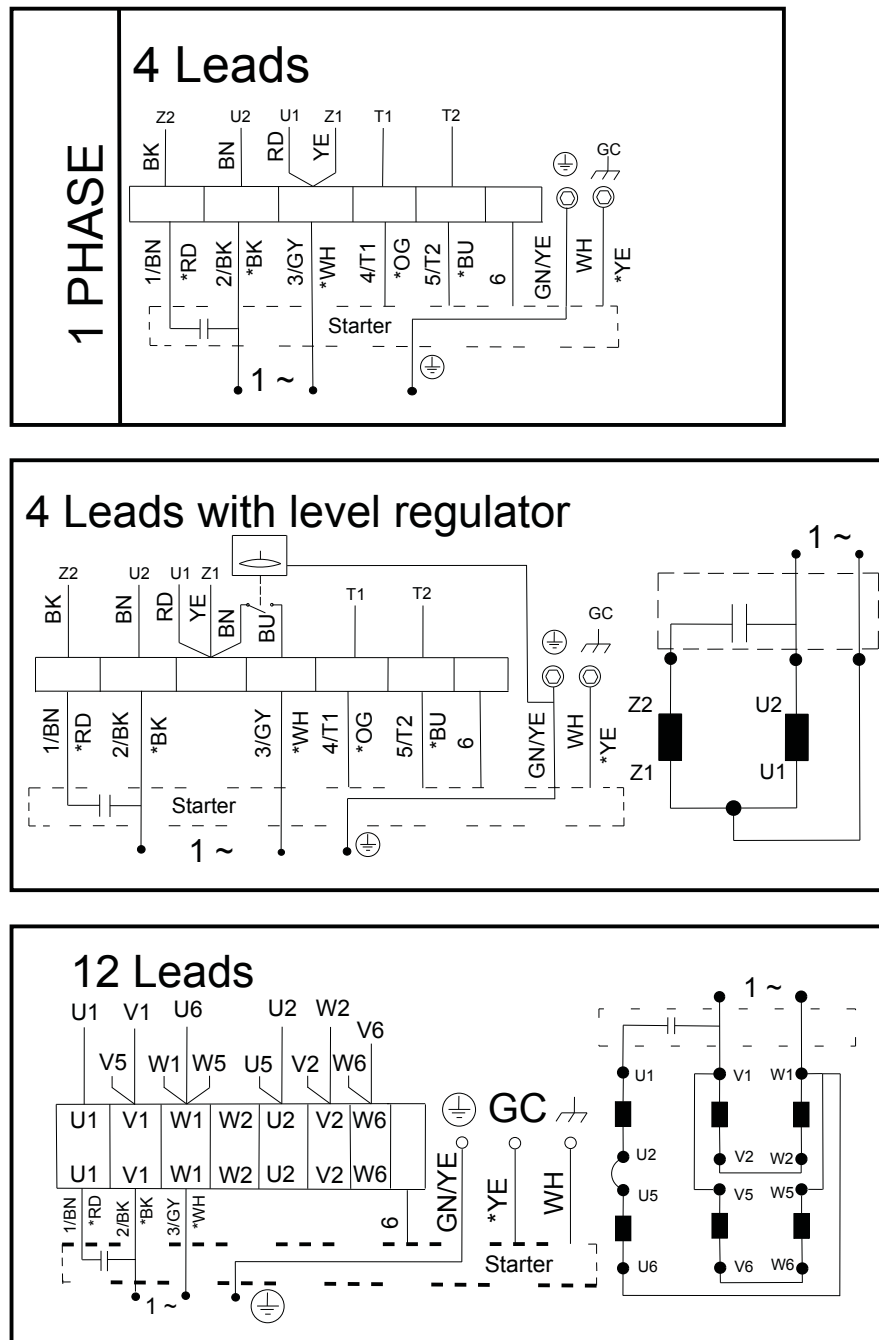 1 PHASE
4 Leads
Z2 U2 U1 Z1 T1 T2
BK BN RD YE
GC
1/BN *RD 2/BK *BK 3/GY *WH 4/T1 *OG 5/T2 *BU 6 GN/YE WH *YE
Starter
1 ~
4 Leads with level regulator
1 ~
Z2 U2 U1 Z1 T1 T2
BK BN RD YE BN BU
GC
1/BN *RD 2/BK *BK 3/GY *WH 4/T1 *OG 5/T2 *BU 6 GN/YE WH *YE
Z2 U2
Z1 U1
Starter
1 ~
12 Leads
1 ~
U1 V1 U6 U2 W2
V6
V5 W1 W5 U5 V2 W6
U1 V1 W1 W2 U2 V2 W6
GC
U1 V1 W1 W2 U2 V2 W6
1/BN *RD 2/BK *BK 3/GY *WH 6 GN/YE *YE WH
Starter
1 ~
U1 V1 W1
U2 V2 W2
U5 V5 W5
U6 V6 W6